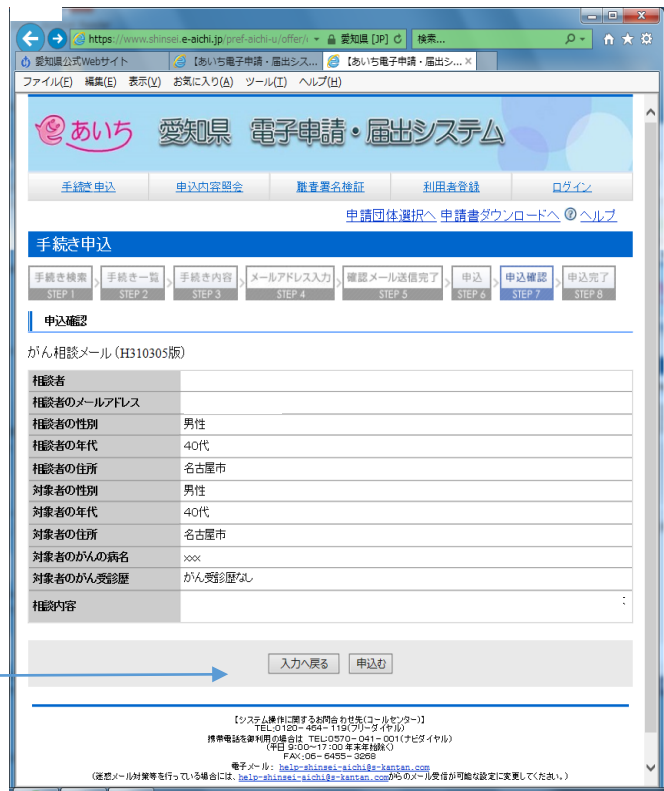 https://www.shinsei.e-aichi.jp/pref-aichi-u/offer/ 愛知県 [JP] 検索...
愛知県公式Webサイト 【あいち電子申請・届出シス... 【あいち電子申請・届出シ... ×
ファイル(F) 編集(E) 表示(V) お気に入り(A) ツール(T) ヘルプ(H)
あいち 愛知県 電子申請・届出システム
手続き申込 申込内容照会 職責署名検証 利用者登録 ログイン
申請団体選択へ 申請書ダウンロードへ ? ヘルプ
手続き申込
手続き検索 手続き一覧 手続き内容 メールアドレス入力 確認メール送信完了 申込 申込確認 申込完了
STEP 1 STEP 2 STEP 3 STEP 4 STEP 5 STEP 6 STEP 7 STEP 8
申込確認
がん相談メール(H310305版)
相談者
相談者のメールアドレス
相談者の性別 男性
相談者の年代 40代
相談者の住所 名古屋市
対象者の性別 男性
対象者の年代 40代
対象者の住所 名古屋市
対象者のがんの病名 xxx
対象者のがん受診歴 がん受診歴なし
相談内容
入力へ戻る 申込む
【システム操作に関するお問合わせ先(コールセンター)】
TEL:0120-464-119(フリーダイヤル)
携帯電話を御利用の場合は TEL:0570-041-001(ナビダイヤル)
(平日 9:00~17:00 年末年始除く)
FAX:06-6455-3268
電子メール: help-shinsei-aichi@s-kantan.com
(迷惑メール対策等を行っている場合には、help-shinsei-aichi@s-kantan.comからのメール受信が可能な設定に変更してください。)